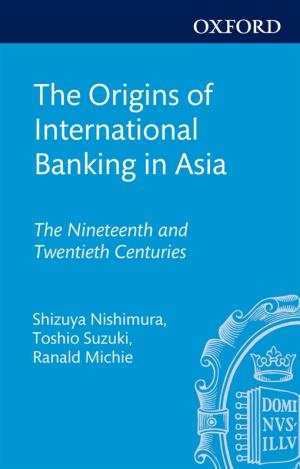 OXFORD
The Origins of
International
Banking in Asia
The Nineteenth and
Twentieth Centuries
Shizuya Nishimura,
Toshio Suzuki,
Ranald Michie
DOMI
NVS·
ILLV